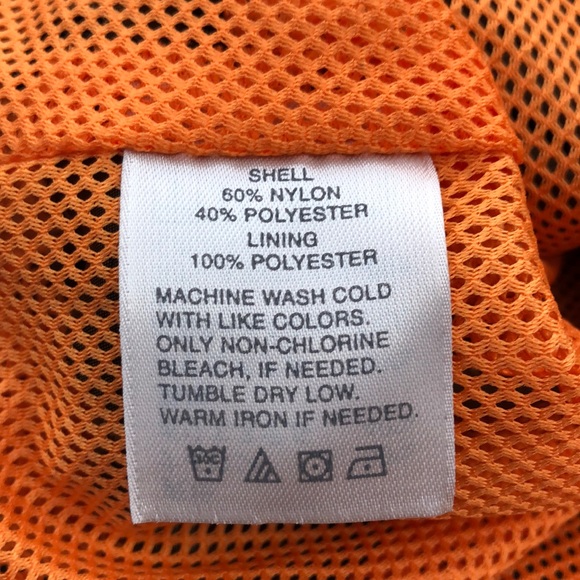 SHELL
60% NYLON
40% POLYESTER
LINING
100% POLYESTER
MACHINE WASH COLD
WITH LIKE COLORS.
ONLY NON-CHLORINE
BLEACH, IF NEEDED.
TUMBLE DRY LOW.
WARM IRON IF NEEDED.